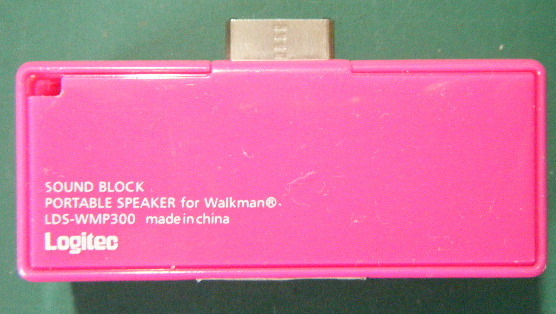 SOUND BLOCK
PORTABLE SPEAKER for Walkman®.
LDS-WMP300 made in china
Logitec